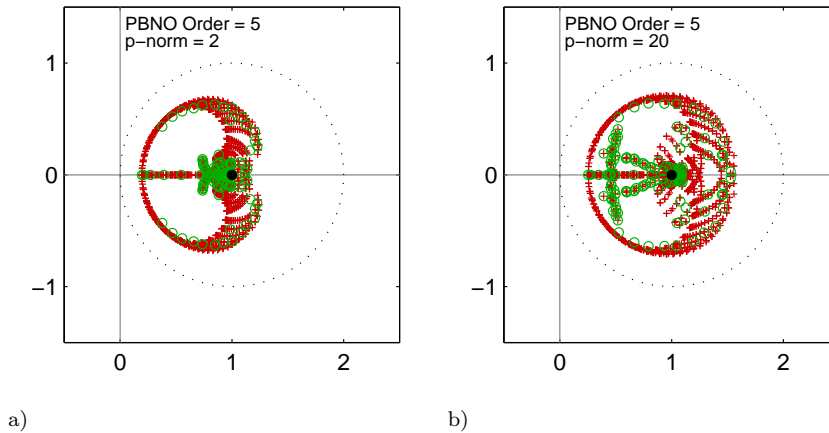 PBNO Order = 5
p−norm = 2
1
0
−1
0
1
2
a)
PBNO Order = 5
p−norm = 20
1
0
−1
0
1
2
b)